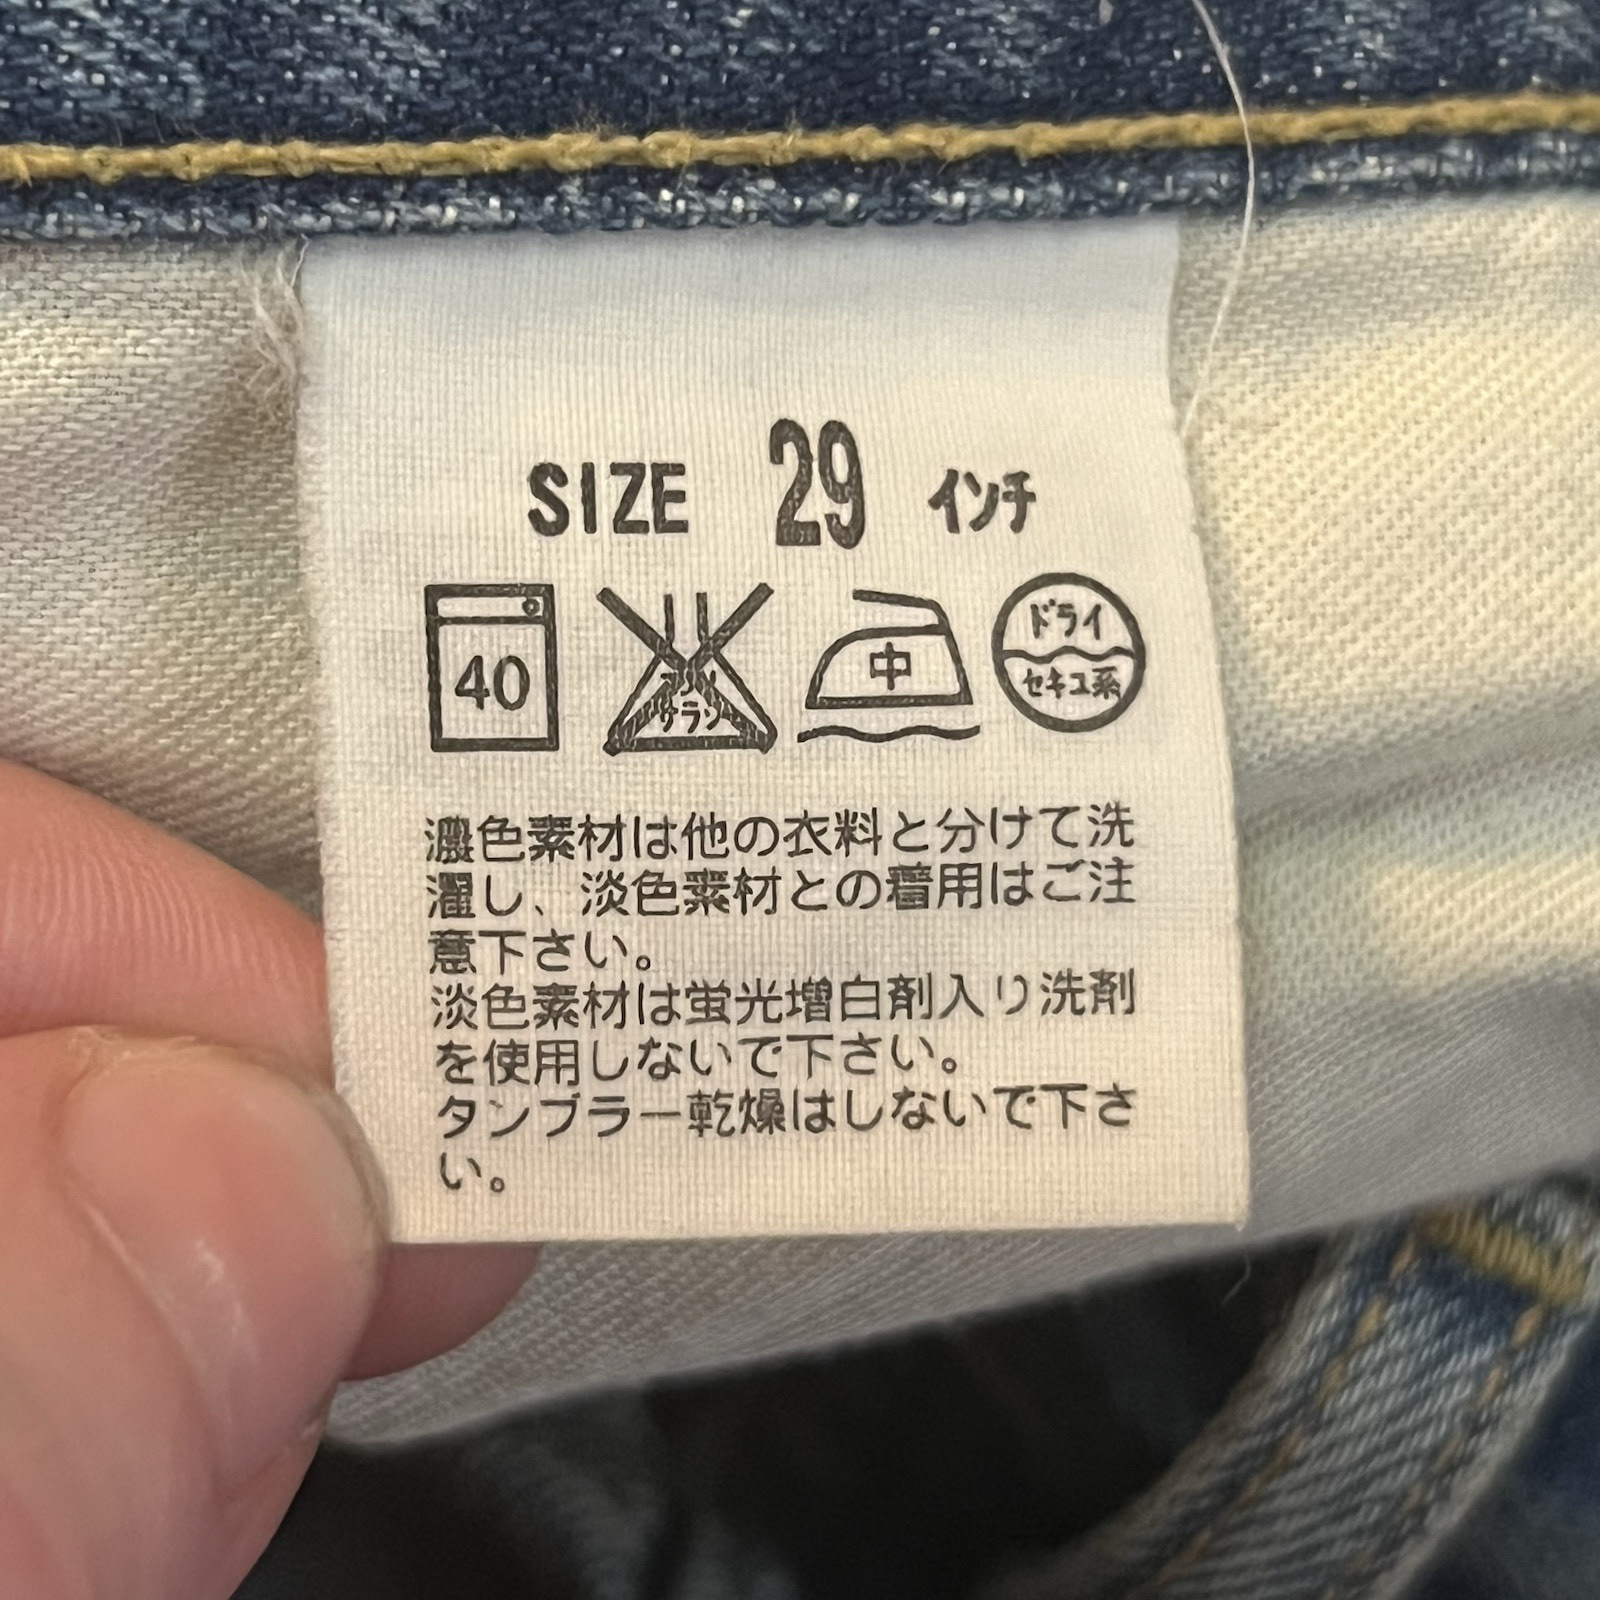 SIZE 29 インチ
40
サラシ
中
ドライ
セキユ系
濃色素材は他の衣料と分けて洗
濯し、淡色素材との着用はご注
意下さい。
淡色素材は蛍光増白剤入り洗剤
を使用しないで下さい。
タンブラー乾燥はしないで下さ
い。